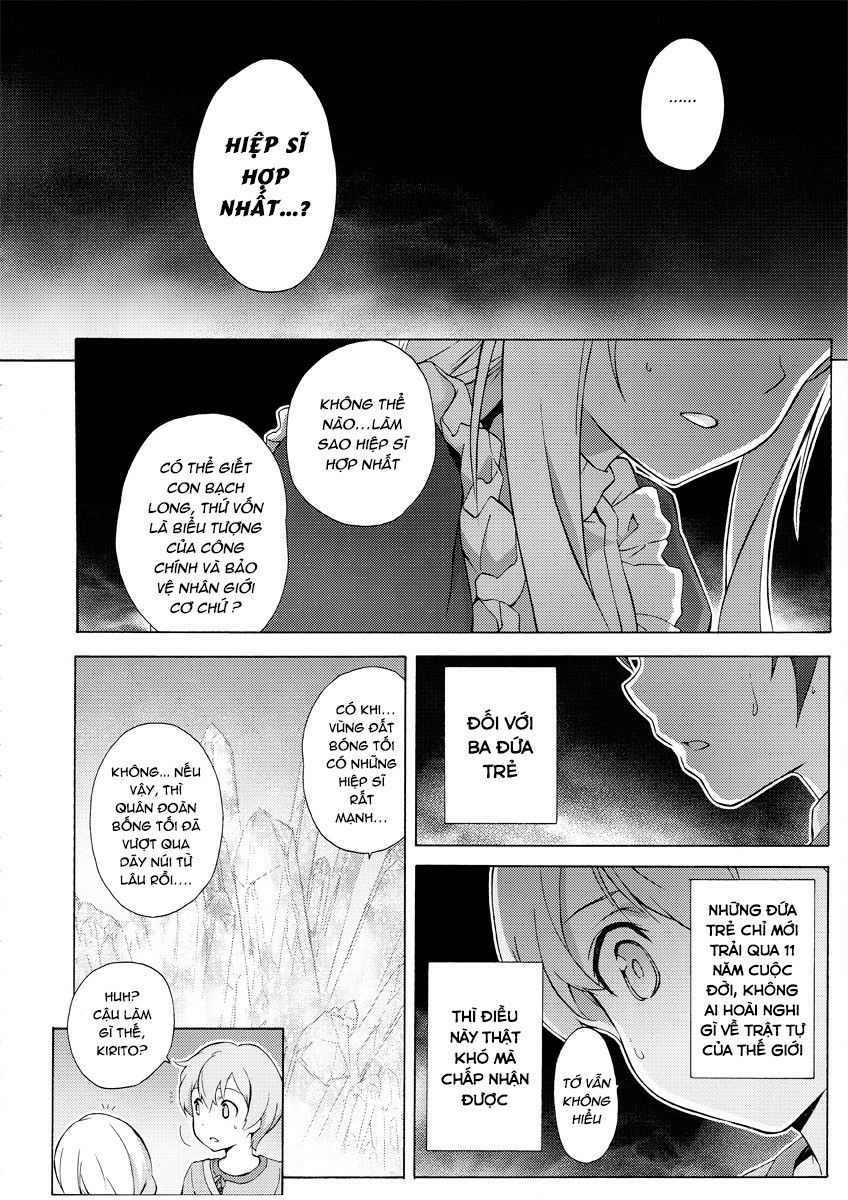 ……
HIỆP SĨ
HỢP
NHẤT...?
KHÔNG THỂ
NÀO...LÀM
SAO HIỆP SĨ
HỢP NHẤT
CÓ THỂ GIẾT
CON BẠCH
LONG, THỨ VỐN
LÀ BIỂU TƯỢNG
CỦA CÔNG
CHÍNH VÀ BẢO
VỆ NHÂN GIỚI
CƠ CHỨ ?
ĐỐI VỚI
BA ĐỨA
TRẺ
NHỮNG ĐỨA
TRẺ CHỈ MỚI
TRẢI QUA 11
NĂM CUỘC
ĐỜI, KHÔNG
AI HOÀI NGHI
GÌ VỀ TRẬT TỰ
CỦA THẾ GIỚI
THÌ ĐIỀU
NÀY THẬT
KHÓ MÀ
CHẤP NHẬN
ĐƯỢC
TỚ VẪN
KHÔNG
HIỂU
CÓ KHI...
VÙNG ĐẤT
BÓNG TỐI
CÓ NHỮNG
HIỆP SĨ
RẤT
MẠNH...
KHÔNG... NẾU
VẬY, THÌ
QUÂN ĐOÀN
BỐNG TỐI ĐÃ
VƯỢT QUA
DÃY NÚI TỪ
LÂU RỒI....
HUH?
CẬU LÀM
GÌ THẾ,
KIRITO?